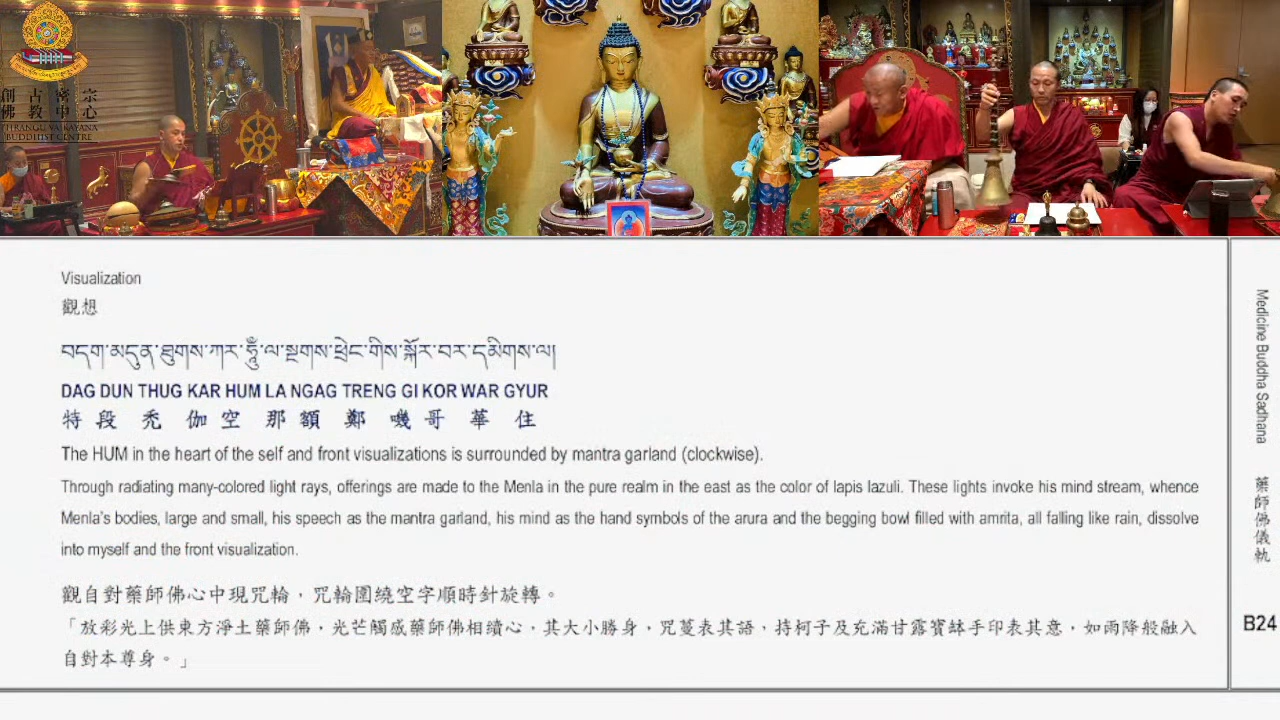 創古密宗
佛教中心
THRANGU VAJRAYANA
BUDDHIST CENTRE
Visualization
觀想
བདག་མདུན་ཐུགས་ཀར་ཧཱུྃ་ལ་སྔགས་ཕྲེང་གིས་སྐོར་བར་དམིགས་ལ།
DAG DUN THUG KAR HUM LA NGAG TRENG GI KOR WAR GYUR
特 段 禿 伽 空 那 額 鄭 嘰 哥 華 住
The HUM in the heart of the self and front visualizations is surrounded by mantra garland (clockwise).
Through radiating many-colored light rays, offerings are made to the Menla in the pure realm in the east as the color of lapis lazuli. These lights invoke his mind stream, whence
Menla's bodies, large and small, his speech as the mantra garland, his mind as the hand symbols of the arura and the begging bowl filled with amrita, all falling like rain, dissolve
into myself and the front visualization.
觀自對藥師佛心中現咒輪，咒輪圍繞空字順時針旋轉。
「放彩光上供東方淨土藥師佛，光芒觸感藥師佛相續心，其大小勝身，咒蔓表其語，持柯子及充滿甘露寳缽手印表其意，如雨降般融入
自對本尊身。」
Medicine Buddha Sadhana 藥師佛儀軌
B24